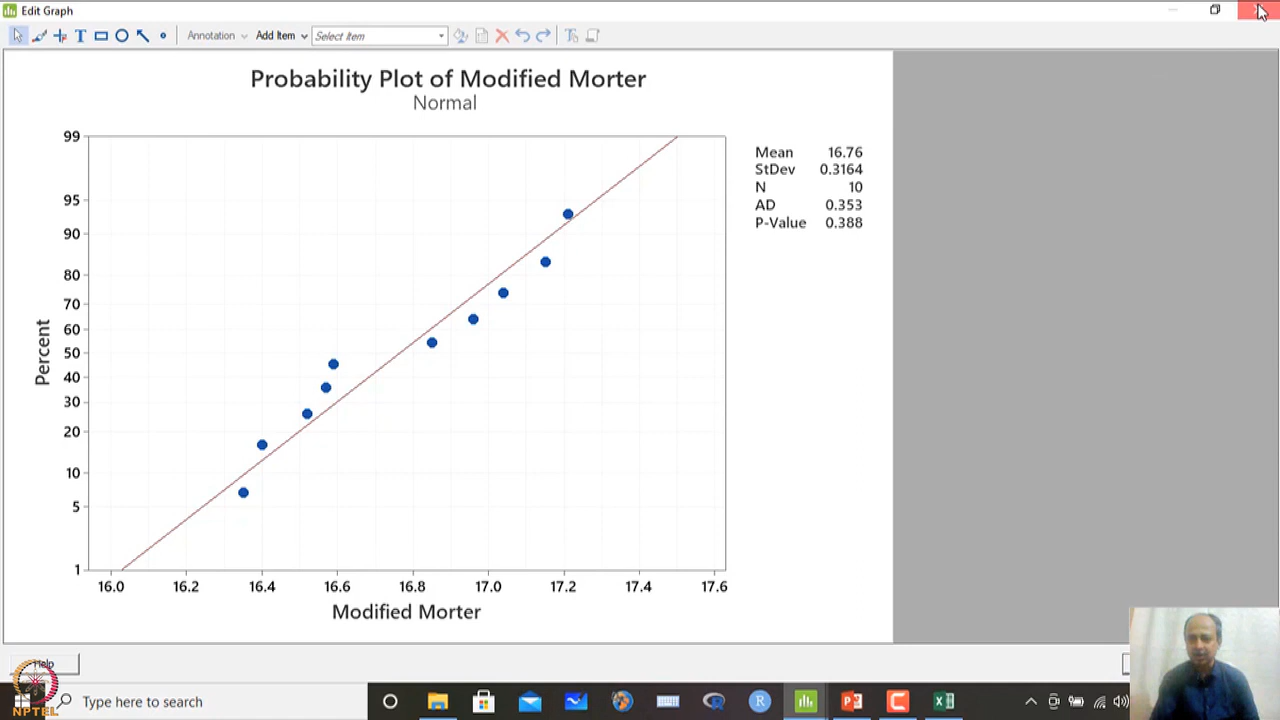 Edit Graph
T Annotation Add Item Select Item
Probability Plot of Modified Morter
Normal
99
95
90
80
70
60
50
40
30
20
10
5
1
Percent
16.0 16.2 16.4 16.6 16.8 17.0 17.2 17.4 17.6
Modified Morter
Mean 16.76
StDev 0.3164
N 10
AD 0.353
P-Value 0.388
Help
Type here to search
NPTEL